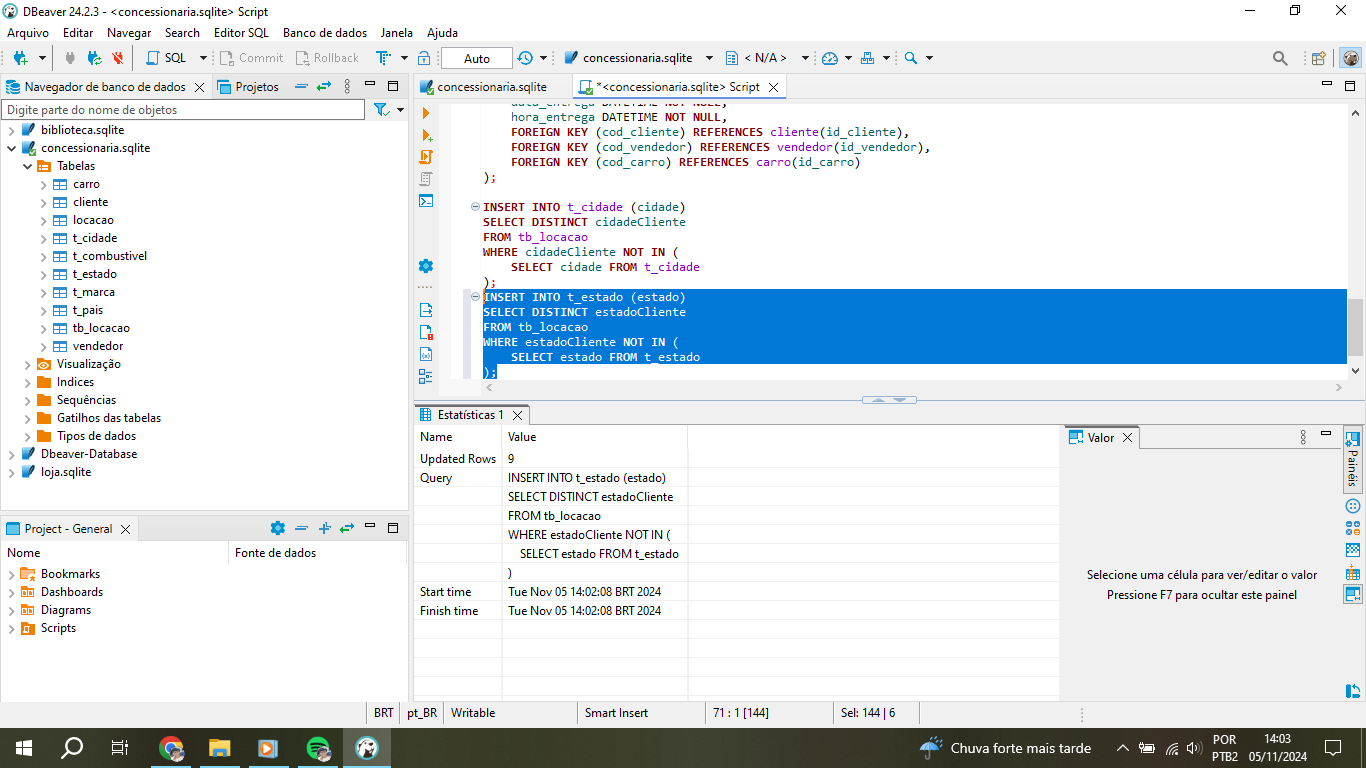 DBeaver 24.2.3 - <concessionaria.sqlite> Script
Arquivo Editar Navegar Search Editor SQL Banco de dados Janela Ajuda
SQL Commit Rollback Auto concessionaria.sqlite < N/A >
Navegador de banco de dados Projetos
Digite parte do nome de objetos
biblioteca.sqlite
concessionaria.sqlite
Tabelas
carro
cliente
locacao
t_cidade
t_combustivel
t_estado
t_marca
t_pais
tb_locacao
vendedor
Visualização
Indices
Sequências
Gatilhos das tabelas
Tipos de dados
Dbeaver-Database
loja.sqlite
Project - General
Nome Fonte de dados
Bookmarks
Dashboards
Diagrams
Scripts
concessionaria.sqlite *<concessionaria.sqlite> Script
data_entrega DATETIME NOT NULL,
hora_entrega DATETIME NOT NULL,
FOREIGN KEY (cod_cliente) REFERENCES cliente(id_cliente),
FOREIGN KEY (cod_vendedor) REFERENCES vendedor(id_vendedor),
FOREIGN KEY (cod_carro) REFERENCES carro(id_carro)
);
INSERT INTO t_cidade (cidade)
SELECT DISTINCT cidadeCliente
FROM tb_locacao
WHERE cidadeCliente NOT IN (
SELECT cidade FROM t_cidade
);
INSERT INTO t_estado (estado)
SELECT DISTINCT estadoCliente
FROM tb_locacao
WHERE estadoCliente NOT IN (
SELECT estado FROM t_estado
);
Estatísticas 1
Name Value
Updated Rows 9
Query INSERT INTO t_estado (estado)
SELECT DISTINCT estadoCliente
FROM tb_locacao
WHERE estadoCliente NOT IN (
SELECT estado FROM t_estado
)
Start time Tue Nov 05 14:02:08 BRT 2024
Finish time Tue Nov 05 14:02:08 BRT 2024
Valor
Selecione uma célula para ver/editar o valor
Pressione F7 para ocultar este painel
Painéis
BRT pt_BR Writable Smart Insert 71 : 1 [144] Sel: 144 | 6
Chuva forte mais tarde
POR
PTB2
14:03
05/11/2024